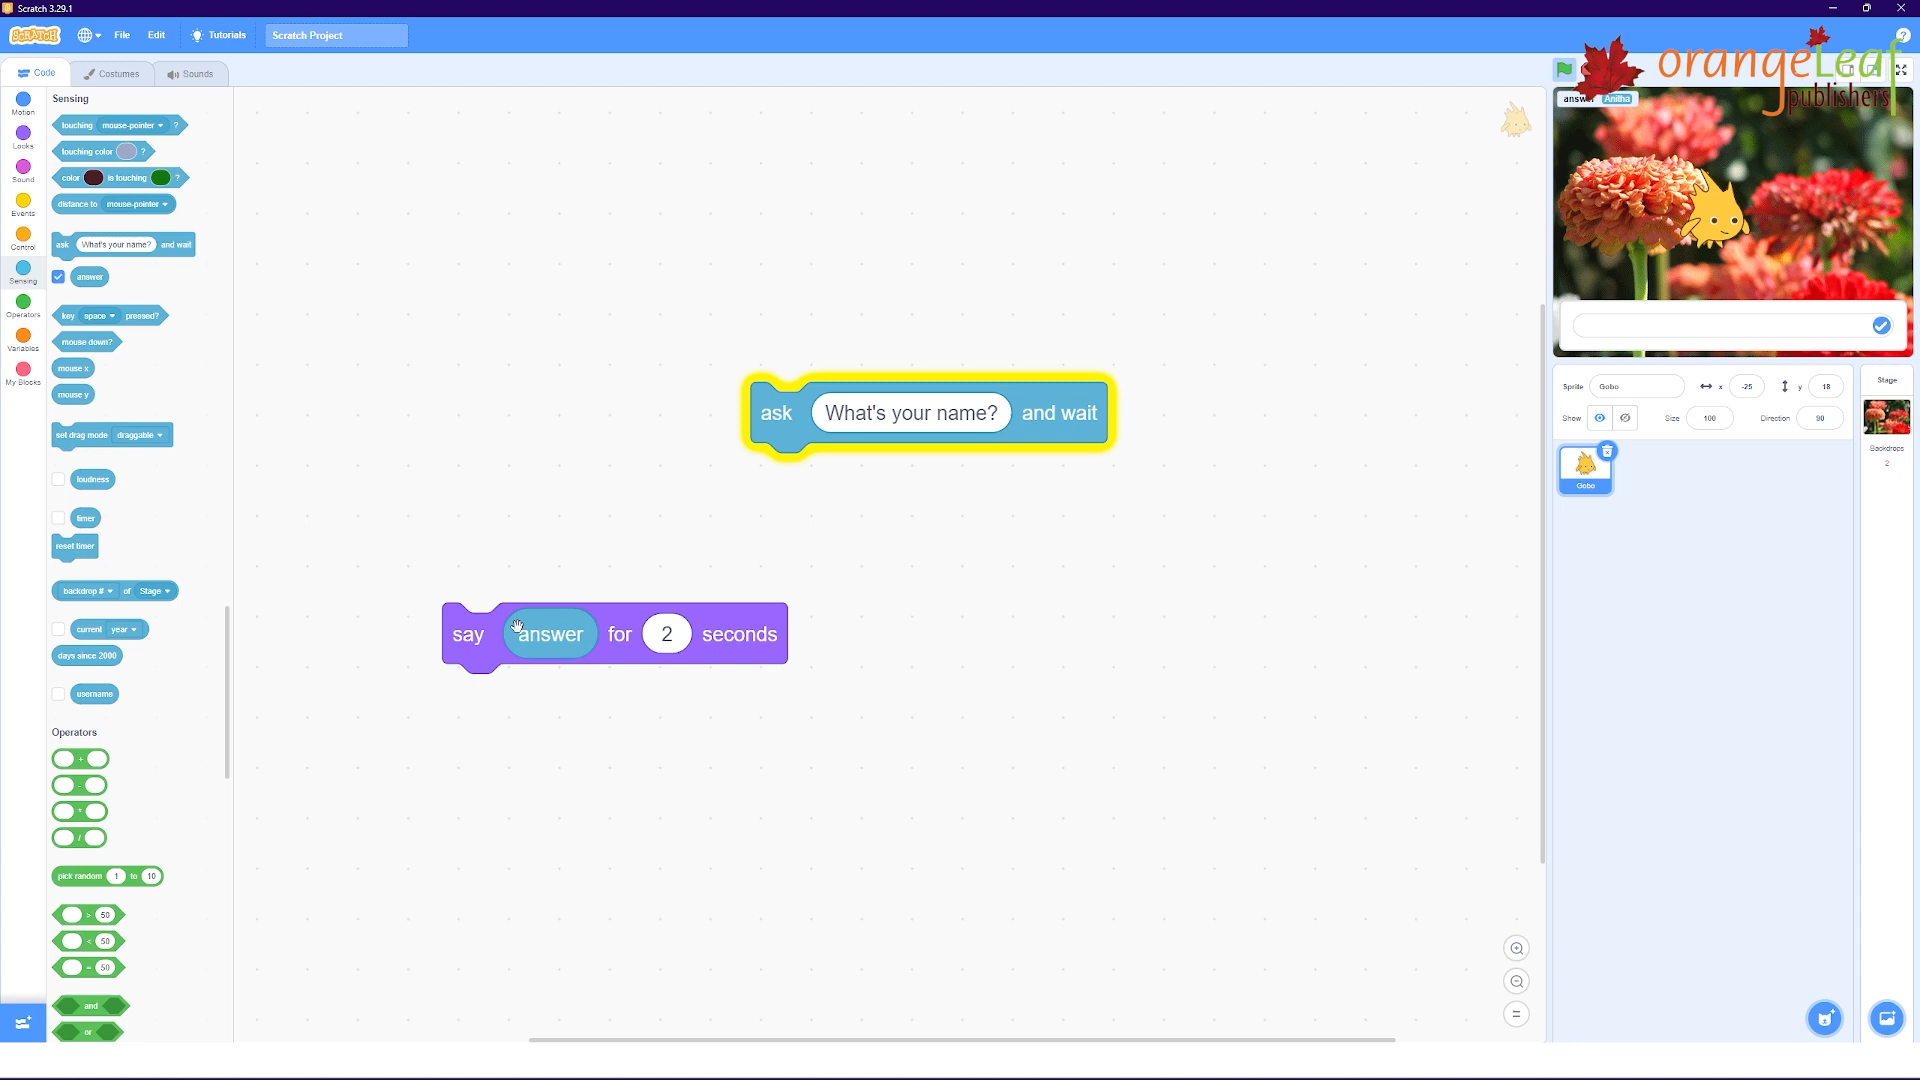 Scratch 3.29.1
SCRATCH
File
Edit
Tutorials
Scratch Project
orangeLeaf
publishers
Code
Costumes
Sounds
Motion
Looks
Sound
Events
Control
Sensing
Operators
Variables
My Blocks
Sensing
touching mouse-pointer ?
touching color ?
color is touching ?
distance to mouse-pointer
ask What's your name? and wait
answer
key space pressed?
mouse down?
mouse x
mouse y
set drag mode draggable
loudness
timer
reset timer
backdrop # of Stage
current year
days since 2000
username
Operators
+
-
*
/
pick random 1 to 10
> 50
< 50
= 50
and
or
ask What's your name? and wait
say answer for 2 seconds
answer Anitha
Sprite Gobo x -25 y 18
Show Size 100 Direction 90
Gobo
Stage
Backdrops
2